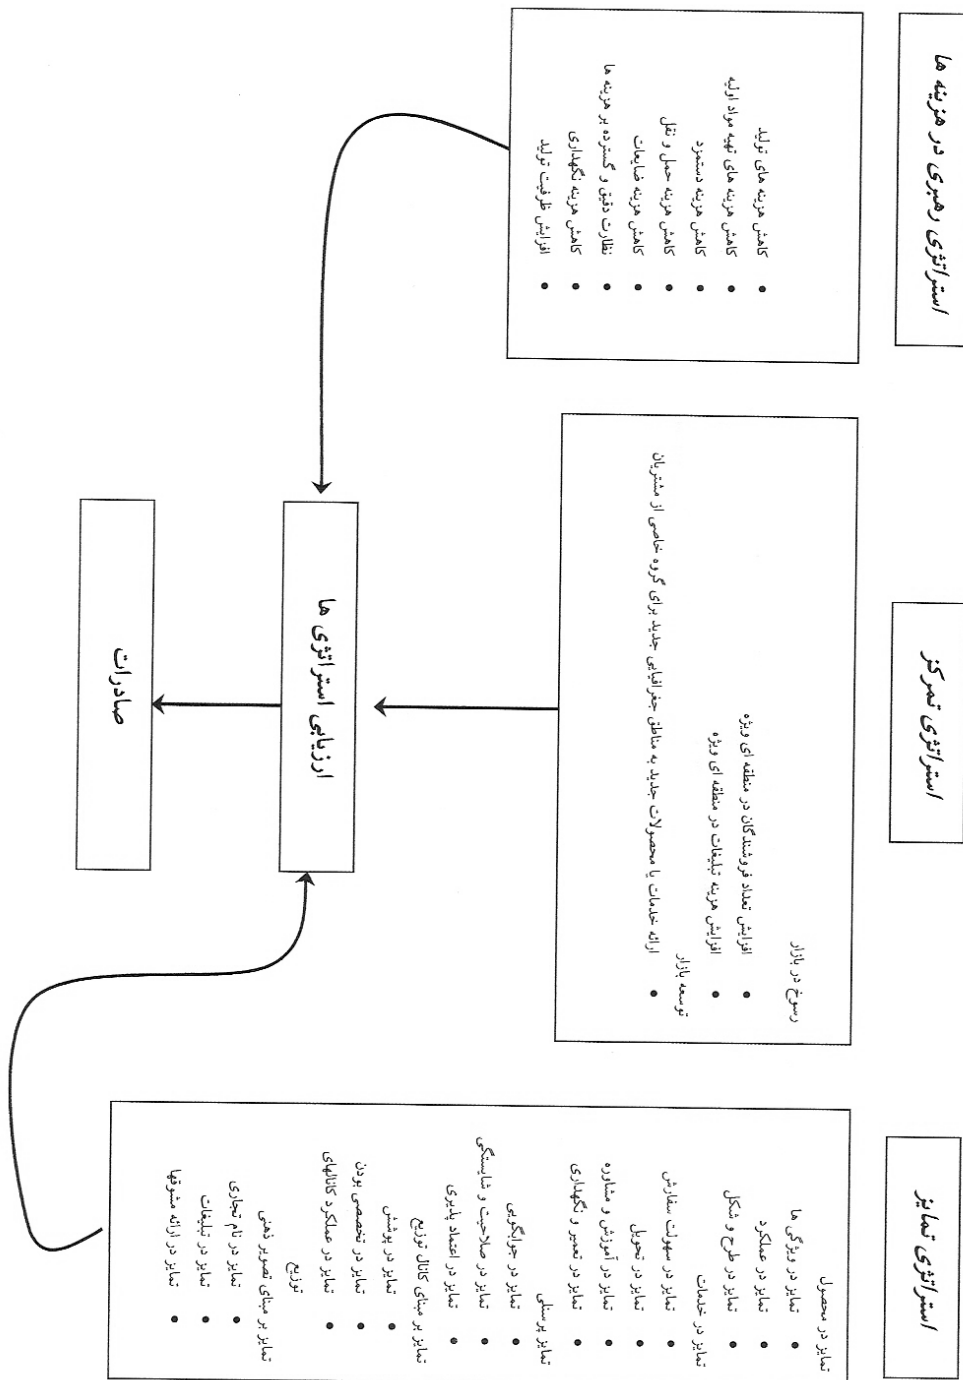 استراتژی رهبری در هزینه ها
کاهش هزینه های تولید
کاهش هزینه های تهیه مواد اولیه
کاهش هزینه دستمزد
کاهش هزینه حمل و نقل
کاهش هزینه ضایعات
نظارت دقیق و گسترده بر هزینه ها
کاهش هزینه نگهداری
افزایش ظرفیت تولید
استراتژی تمرکز
رسوخ در بازار
افزایش تعداد فروشندگان در منطقه ای ویژه
افزایش هزینه تبلیغات در منطقه ای ویژه
توسعه بازار
ارائه خدمات یا محصولات جدید به مناطق جغرافیایی جدید برای گروه خاصی از مشتریان
استراتژی تمایز
تمایز در محصول
تمایز در ویژگی ها
تمایز در عملکرد
تمایز در طرح و شکل
تمایز در خدمات
تمایز در سهولت سفارش
تمایز در تحویل
تمایز در آموزش و مشاوره
تمایز در تعمیر و نگهداری
تمایز پرسنلی
تمایز در جوابگویی
تمایز در صلاحیت و شایستگی
تمایز در اعتماد پذیری
تمایز بر مبنای کانال توزیع
تمایز در پوشش
تمایز در تخصصی بودن
تمایز در عملکرد کانالهای
توزیع
تمایز بر مبنای تصویر ذهنی
تمایز در نام تجاری
تمایز در تبلیغات
تمایز در ارائه مشوقها
ارزیابی استراتژی ها
صادرات